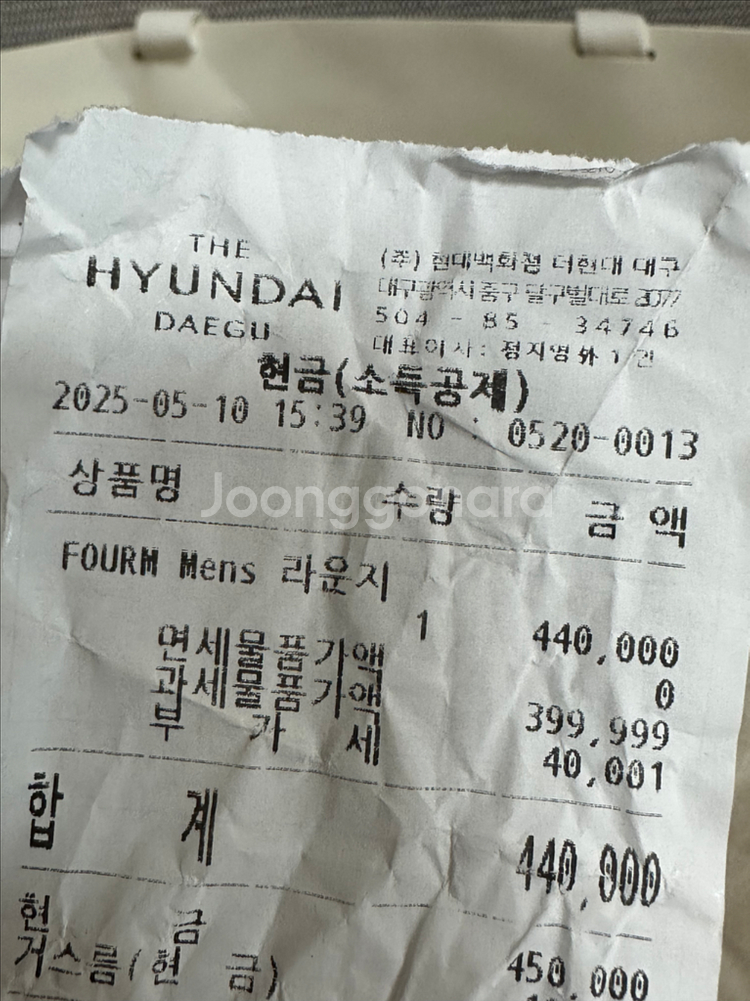 THE
HYUNDAI
DAEGU
(주) 현대백화점 더현대 대구
대구광역시 중구 달구벌대로 2077
504 - 85 - 34746
대표이사 : 정지영外 1인
현금(소득공제)
2025-05-10 15:39 NO : 0520-0013
상품명 수량 금 액
Joonggonara
FOURM Mens 라운지
1 440,000
면세물품가액 0
과세물품가액 399,999
부 가 세 40,001
합 계 440,000
현 금 450,000
거스름(현 금)